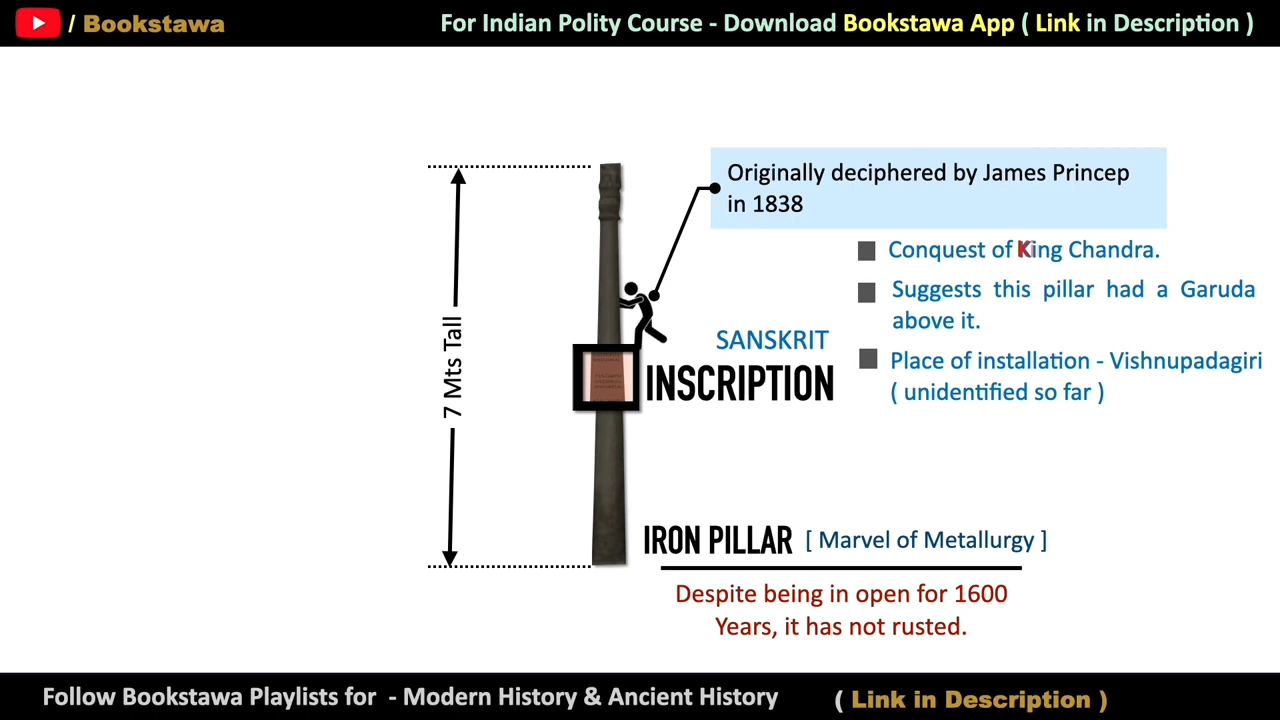 / Bookstawa
For Indian Polity Course - Download Bookstawa App ( Link in Description )
Originally deciphered by James Princep
in 1838
Conquest of King Chandra.
Suggests this pillar had a Garuda
above it.
Place of installation - Vishnupadagiri
( unidentified so far )
SANSKRIT
INSCRIPTION
7 Mts Tall
IRON PILLAR [ Marvel of Metallurgy ]
Despite being in open for 1600
Years, it has not rusted.
Follow Bookstawa Playlists for - Modern History & Ancient History ( Link in Description )